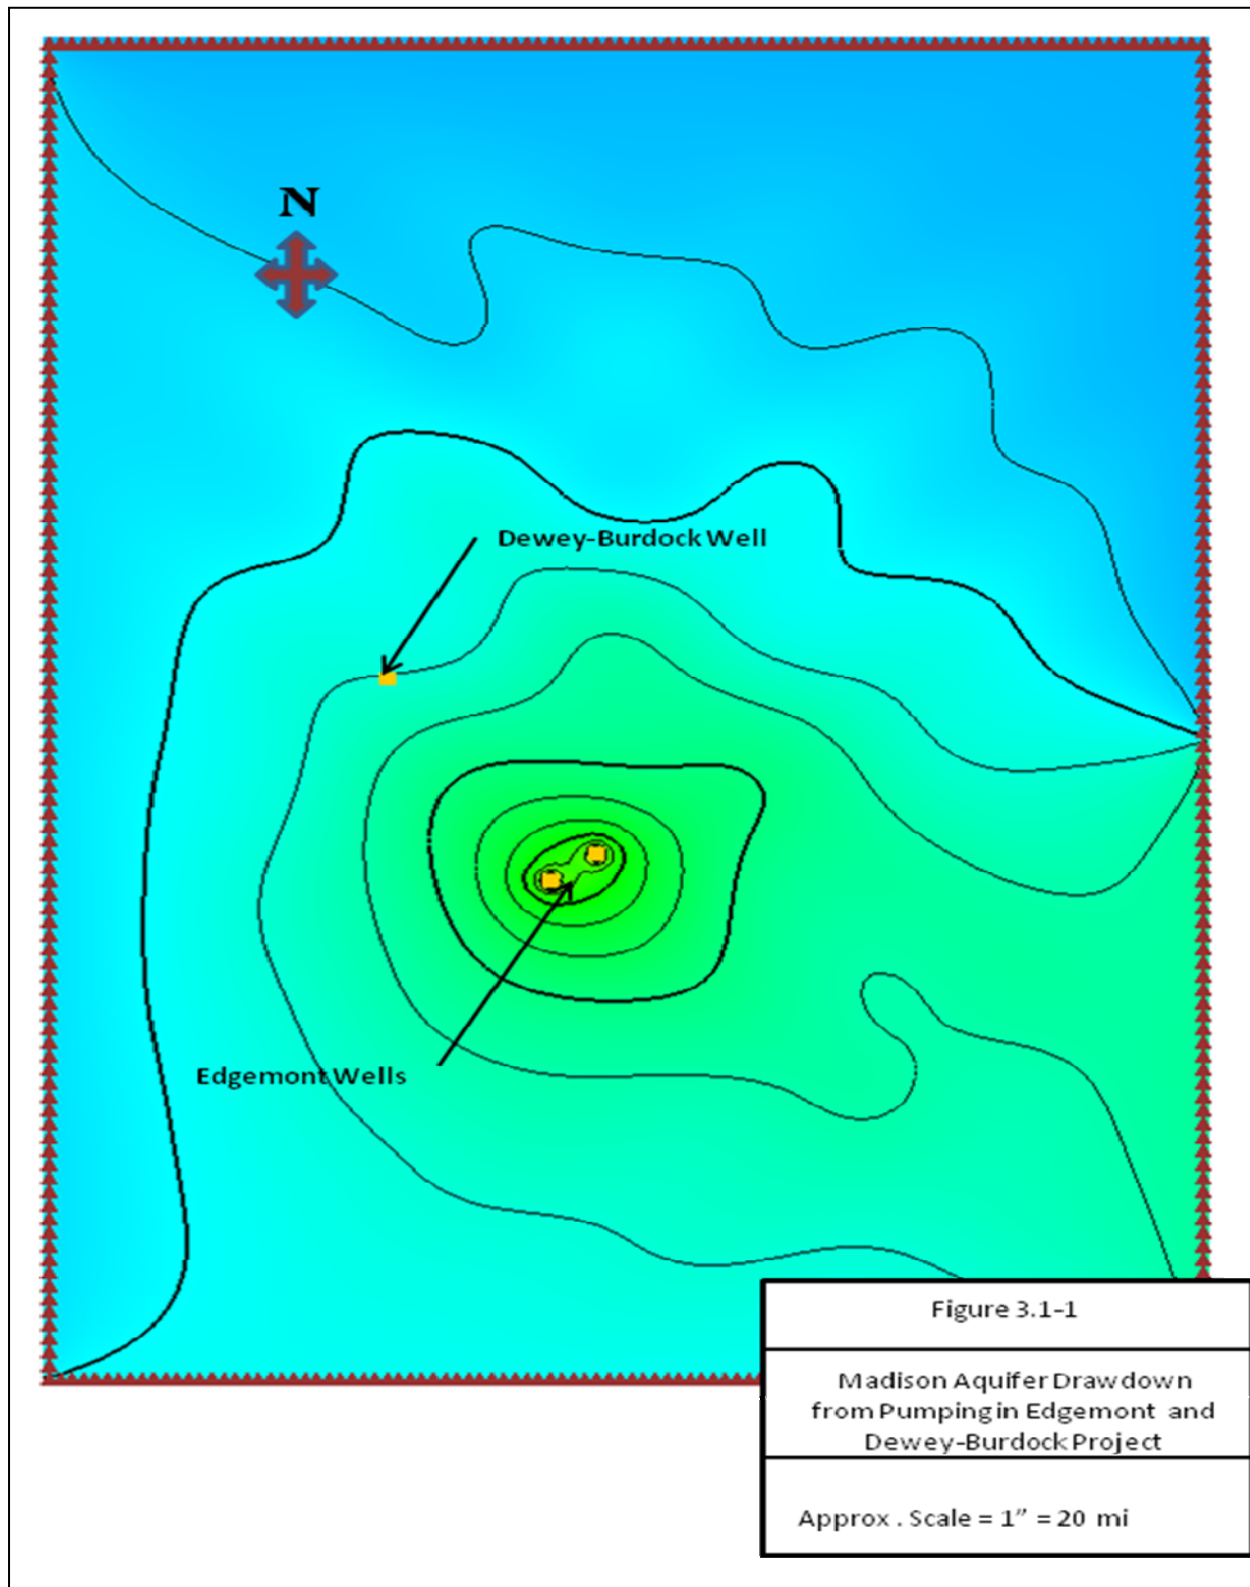 N
Dewey-Burdock Well
Edgemont Wells
Figure 3.1-1
Madison Aquifer Drawdown
from Pumping in Edgemont and
Dewey-Burdock Project
Approx . Scale = 1” = 20 mi